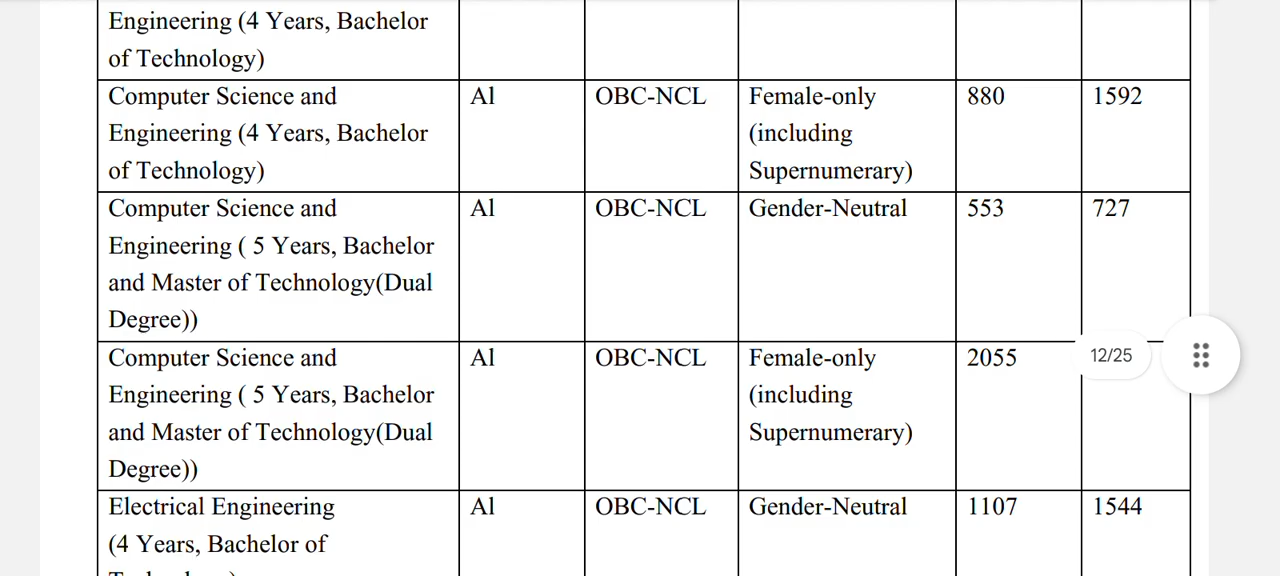 Engineering (4 Years, Bachelor
of Technology)
Computer Science and Al OBC-NCL Female-only 880 1592
Engineering (4 Years, Bachelor (including
of Technology) Supernumerary)
Computer Science and Al OBC-NCL Gender-Neutral 553 727
Engineering ( 5 Years, Bachelor
and Master of Technology(Dual
Degree))
Computer Science and Al OBC-NCL Female-only 2055 12/25
Engineering ( 5 Years, Bachelor (including
and Master of Technology(Dual Supernumerary)
Degree))
Electrical Engineering Al OBC-NCL Gender-Neutral 1107 1544
(4 Years, Bachelor of